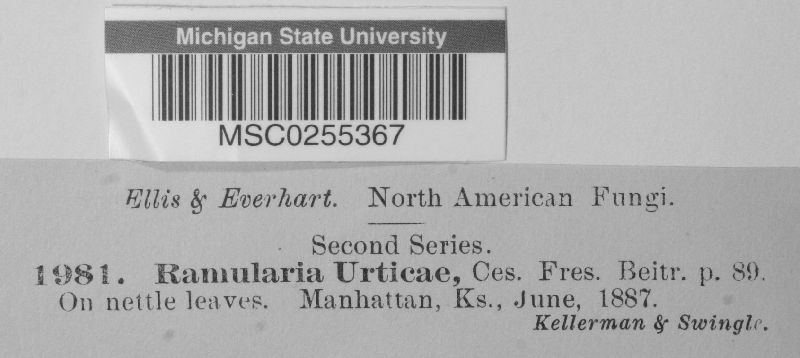 Michigan State University
MSC0255367
Ellis & Everhart. North American Fungi.
Second Series.
1981. Ramularia Urticae, Ces. Fres. Beitr. p. 89.
On nettle leaves. Manhattan, Ks., June, 1887.
Kellerman & Swingle.